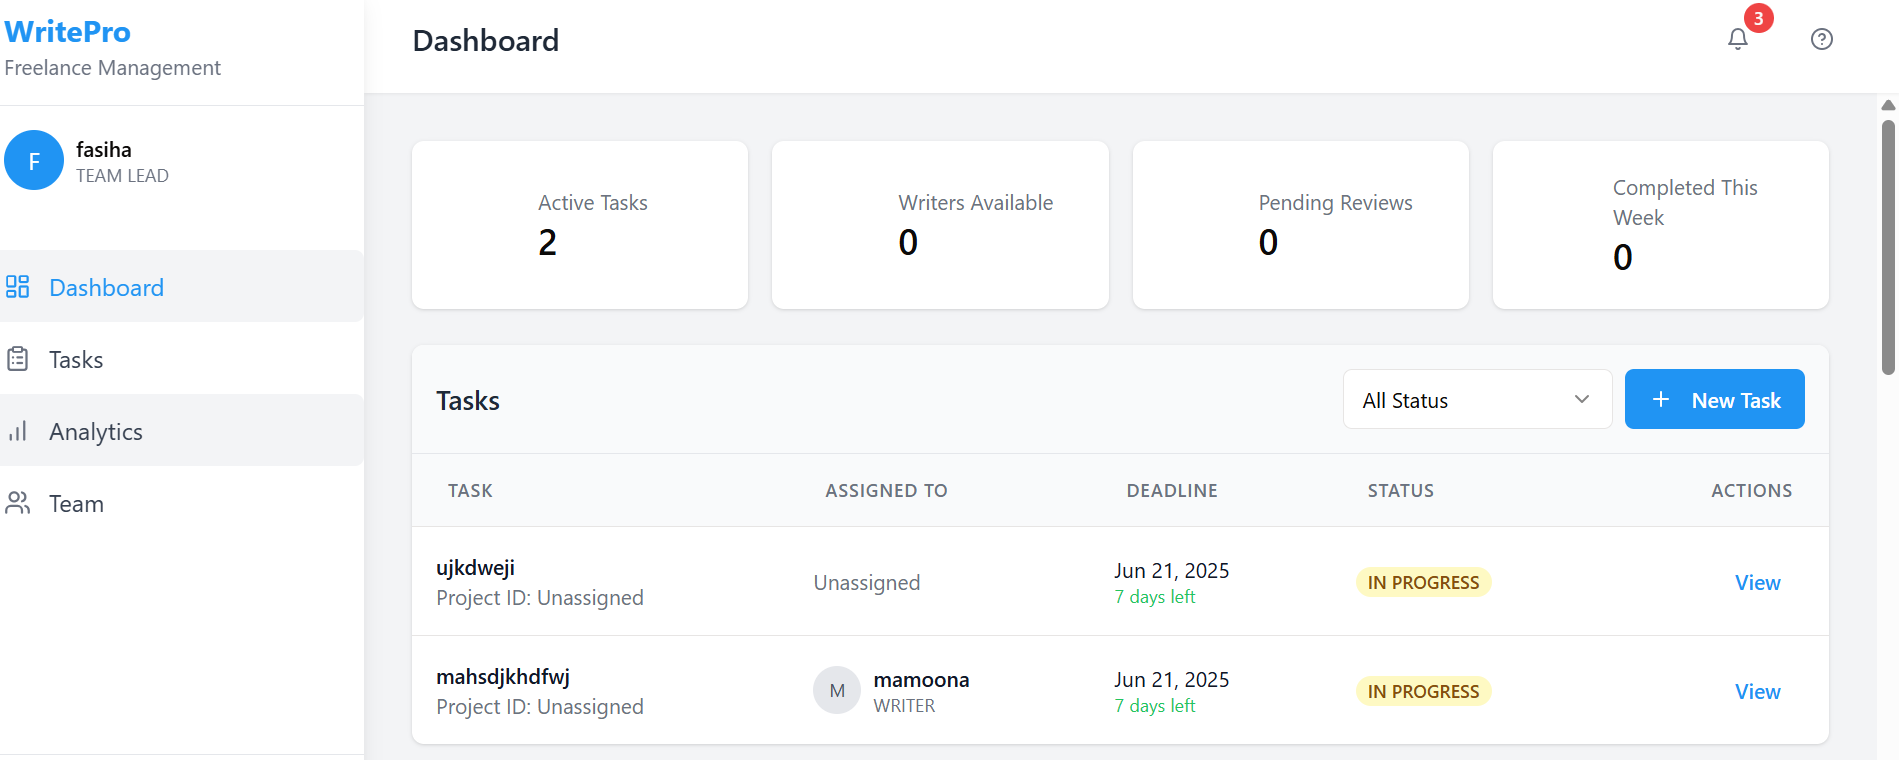 WritePro
Freelance Management
F
fasiha
TEAM LEAD
Dashboard
Tasks
Analytics
Team
Dashboard
3
Active Tasks
2
Writers Available
0
Pending Reviews
0
Completed This
Week
0
Tasks
All Status
+ New Task
TASK ASSIGNED TO DEADLINE STATUS ACTIONS
ujkdweji
Project ID: Unassigned
Unassigned
Jun 21, 2025
7 days left
IN PROGRESS
View
mahsdjkhdfwj
Project ID: Unassigned
M
mamoona
WRITER
Jun 21, 2025
7 days left
IN PROGRESS
View